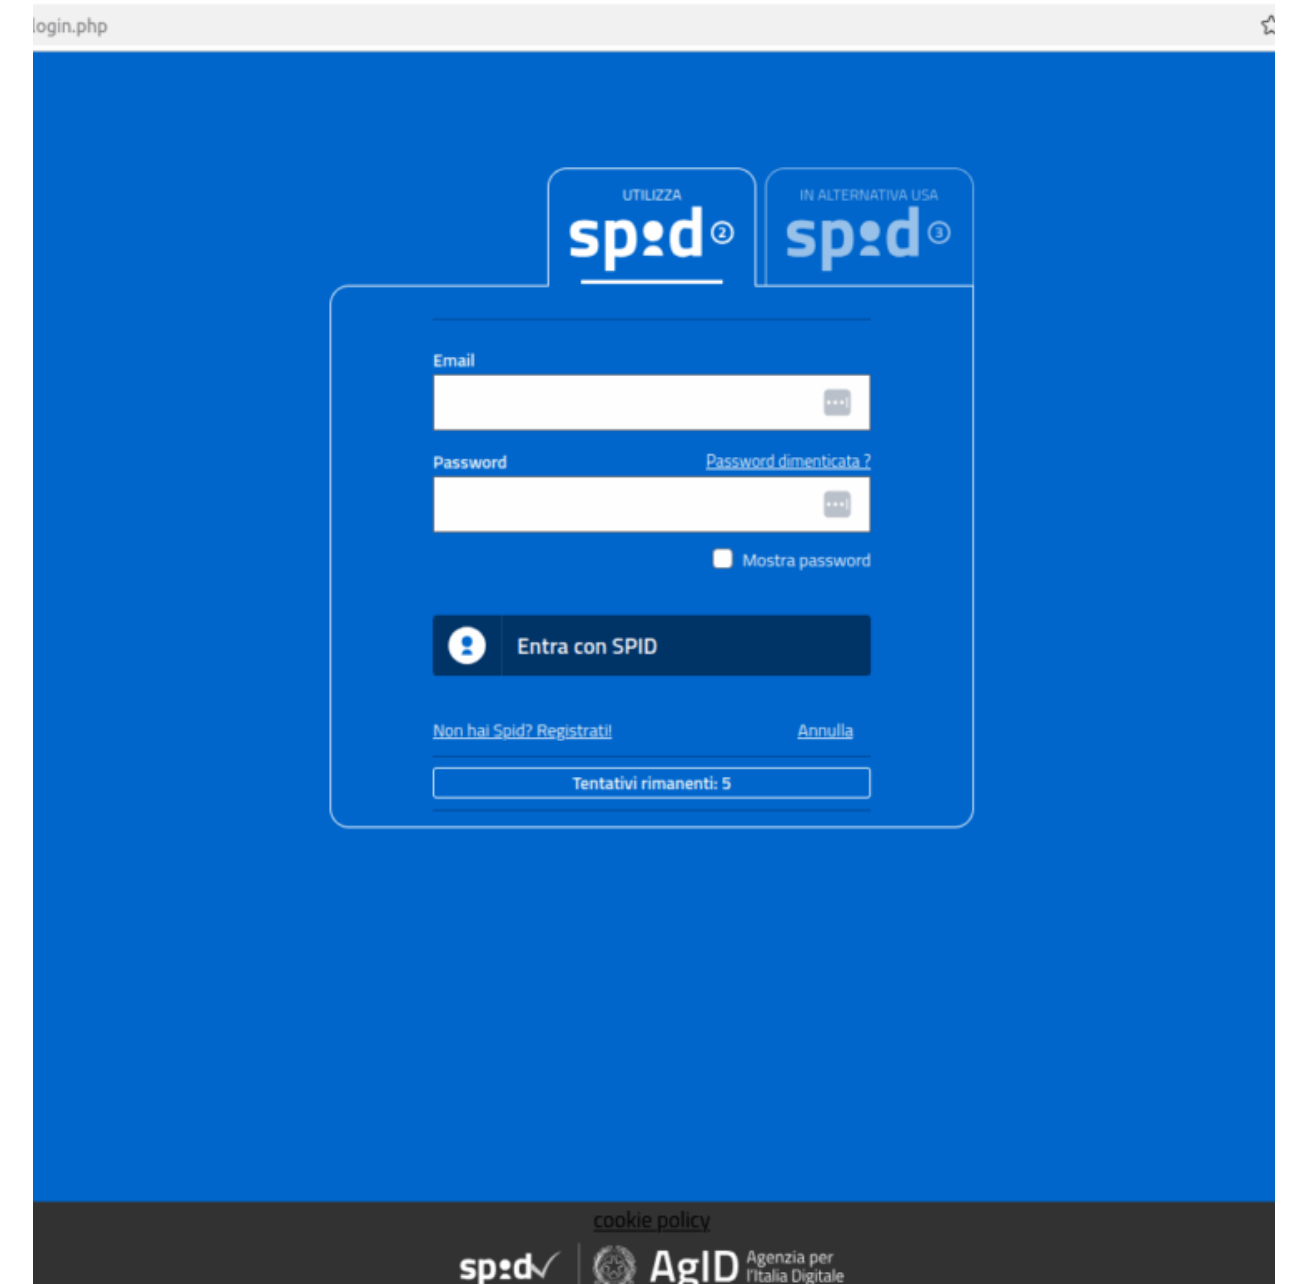 login.php
UTILIZZA
spid 2
IN ALTERNATIVA USA
spid 3
Email
Password
Password dimenticata ?
Mostra password
Entra con SPID
Non hai Spid? Registrati!
Annulla
Tentativi rimanenti: 5
cookie policy
spid
AgID
Agenzia per
l'Italia Digitale